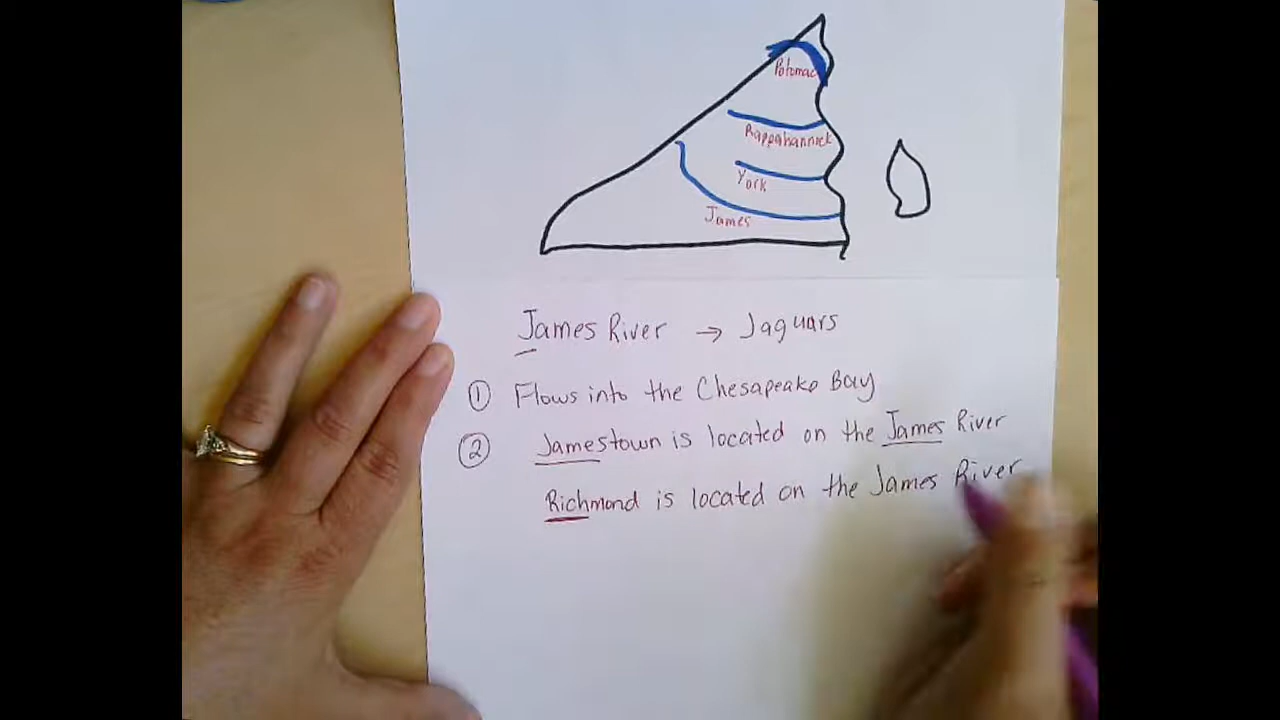 Potomac
Rappahannock
York
James
James River → Jaguars
① Flows into the Chesapeake Bay
② Jamestown is located on the James River
Richmond is located on the James River